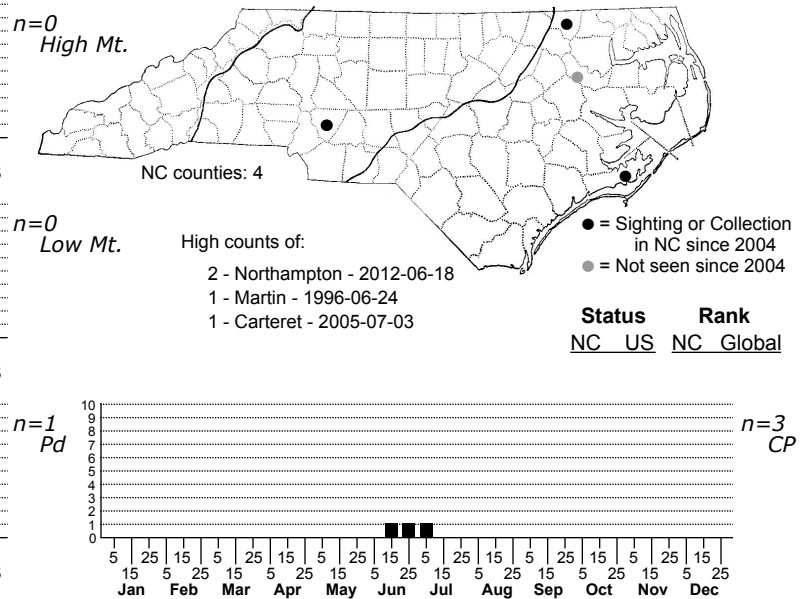 n=0
High Mt.
NC counties: 4
n=0
Low Mt.
High counts of:
2 - Northampton - 2012-06-18
1 - Martin - 1996-06-24
1 - Carteret - 2005-07-03
● = Sighting or Collection
in NC since 2004
● = Not seen since 2004
Status Rank
NC US NC Global
n=1
Pd
n=3
CP
10
9
8
7
6
5
4
3
2
1
0
5 25 15 5 25 15 5 25 15 5 25 15 5 25 15 5 25 15
15 5 25 15 5 25 15 5 25 15 5 25 15 5 25 15 5 25
Jan Feb Mar Apr May Jun Jul Aug Sep Oct Nov Dec